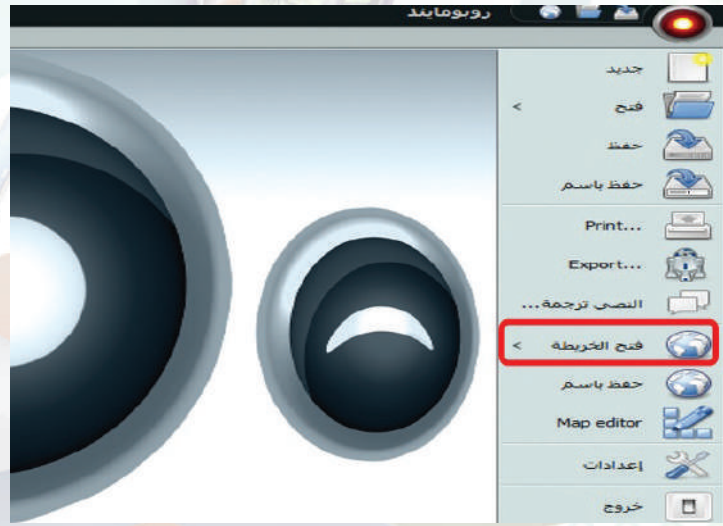 روبومايند
جديد
فتح >
حفظ
حفظ باسم
Print...
Export...
النصي ترجمة...
فتح الخريطة >
حفظ باسم
Map editor
إعدادات
خروج